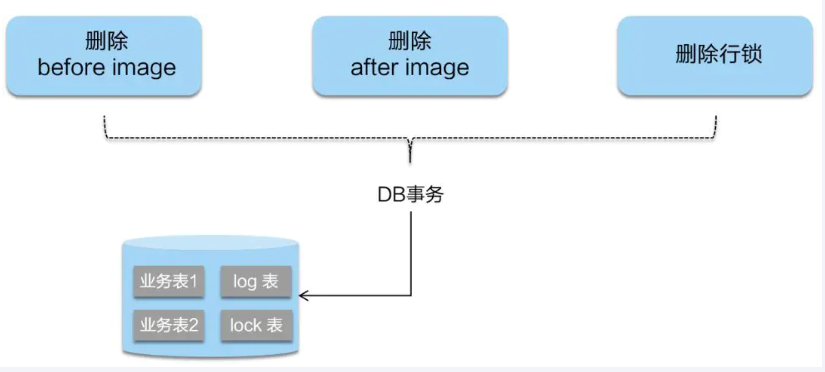 删除
before image
删除
after image
删除行锁
DB事务
业务表1
log 表
业务表2
lock 表